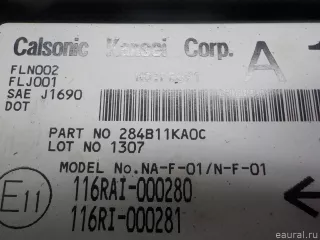 Calsonic Kansei Corp.
A 1
FLN002
FLJ001
SAE J1690
DOT
PART NO 284B11KA0C
LOT NO 1307
MODEL No. NA-F-01/N-F-01
E11
116RAI-000280
116RI-000281
eaural.ru